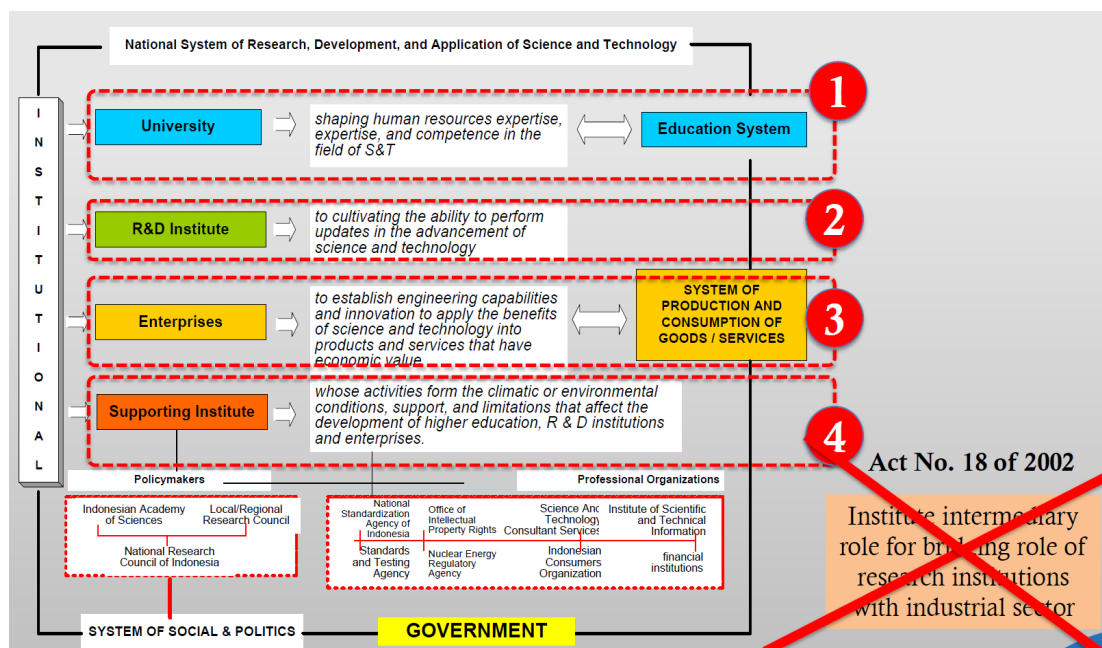 National System of Research, Development, and Application of Science and Technology
I
N
S
T
I
T
U
T
I
O
N
A
L
1
University
shaping human resources expertise,
expertise, and competence in the
field of S&T
Education System
2
R&D Institute
to cultivating the ability to perform
updates in the advancement of
science and technology
3
Enterprises
to establish engineering capabilities
and innovation to apply the benefits
of science and technology into
products and services that have
economic value
SYSTEM OF
PRODUCTION AND
CONSUMPTION OF
GOODS / SERVICES
4
Supporting Institute
whose activities form the climatic or environmental
conditions, support, and limitations that affect the
development of higher education, R & D institutions
and enterprises.
Policymakers
Professional Organizations
Indonesian Academy
of Sciences
Local/Regional
Research Council
National Research
Council of Indonesia
National
Standardization
Agency of
Indonesia
Office of
Intellectual
Property Rights
Science And
Technology
Consultant Services
Institute of Scientific
and Technical
Information
Standards
and Testing
Agency
Nuclear Energy
Regulatory
Agency
Indonesian
Consumers
Organization
financial
institutions
SYSTEM OF SOCIAL & POLITICS
GOVERNMENT
Act No. 18 of 2002
Institute intermediary
role for bridging role of
research institutions
with industrial sector